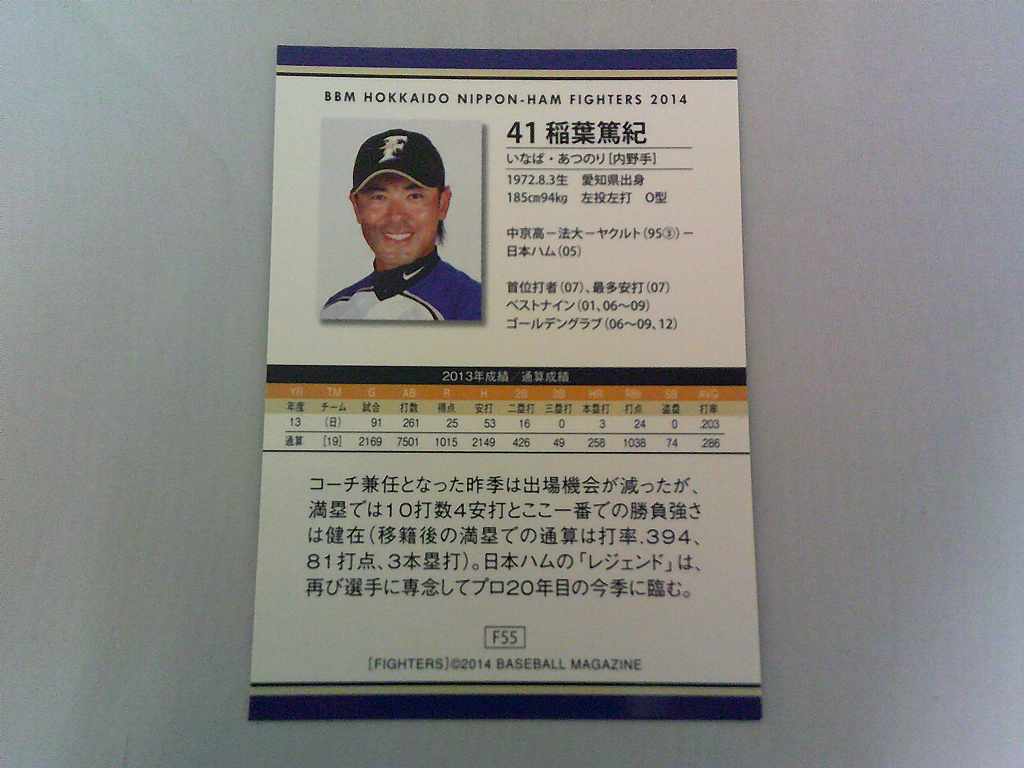 BBM HOKKAIDO NIPPON-HAM FIGHTERS 2014
F
41 稲葉篤紀
いなば・あつのり[内野手]
1972.8.3生 愛知県出身
185cm94kg 左投左打 O型
中京高－法大－ヤクルト(95③)－
日本ハム(05)
首位打者(07)、最多安打(07)
ベストナイン(01、06〜09)
ゴールデングラブ(06〜09、12)
2013年成績／通算成績
YR TM G AB R H 2B 3B HR RBI SB AVG
年度 チーム 試合 打数 得点 安打 二塁打 三塁打 本塁打 打点 盗塁 打率
13 (日) 91 261 25 53 16 0 3 24 0 .203
通算 [19] 2169 7501 1015 2149 426 49 258 1038 74 .286
コーチ兼任となった昨季は出場機会が減ったが、
満塁では10打数4安打とここ一番での勝負強さ
は健在(移籍後の満塁での通算は打率.394、
81打点、3本塁打)。日本ハムの「レジェンド」は、
再び選手に専念してプロ20年目の今季に臨む。
F55
[FIGHTERS]©2014 BASEBALL MAGAZINE